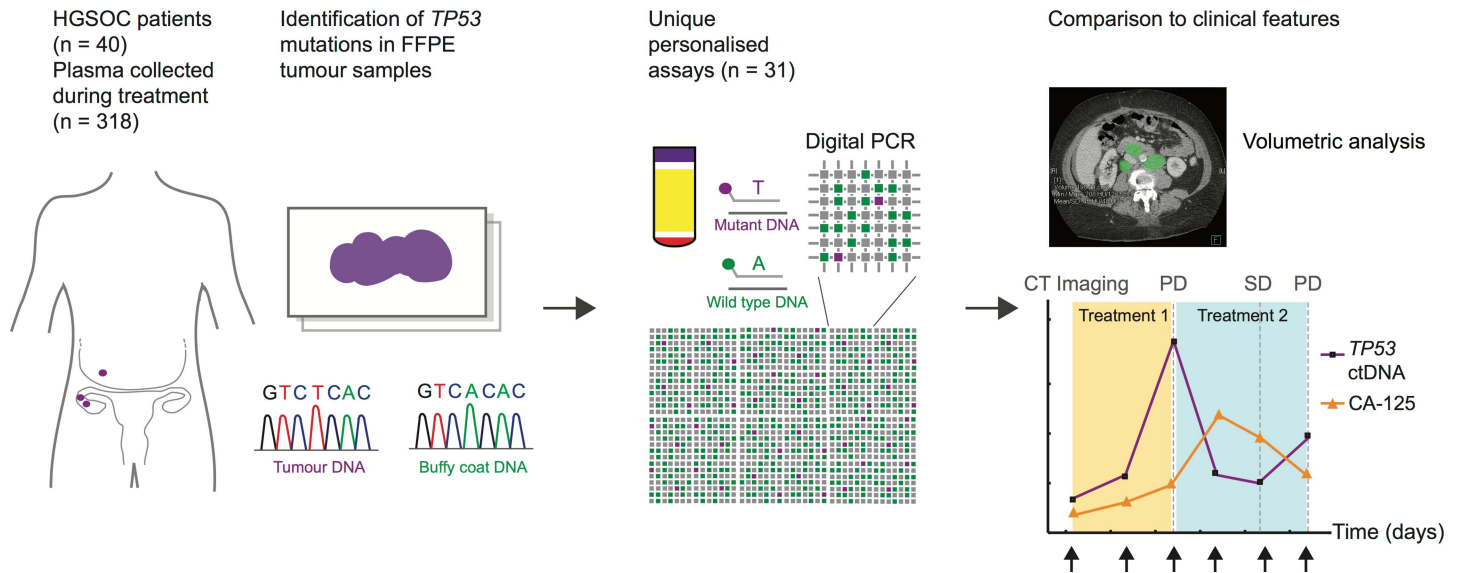 HGSOC patients
(n = 40)
Plasma collected
during treatment
(n = 318)
Identification of TP53
mutations in FFPE
tumour samples
GTCTCAC
Tumour DNA
GTCACAC
Buffy coat DNA
Unique
personalised
assays (n = 31)
Digital PCR
T
Mutant DNA
A
Wild type DNA
Comparison to clinical features
Volumetric analysis
[R]
[1]
F
CT Imaging PD SD PD
Treatment 1 Treatment 2
TP53
ctDNA
CA-125
Time (days)